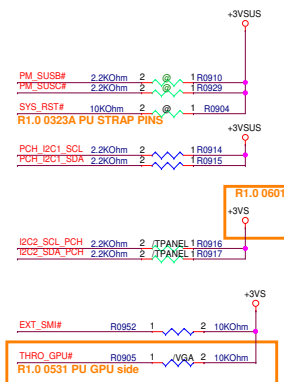 +3VSUS
PM_SUSB# 2.2KOhm 2 @ 1 R0910
PM_SUSC# 2.2KOhm 2 @ 1 R0929
SYS_RST# 10KOhm 2 @ 1 R0904
R1.0 0323A PU STRAP PINS
+3VSUS
PCH_I2C1_SCL 2.2KOhm 2 1 R0914
PCH_I2C1_SDA 2.2KOhm 2 1 R0915
R1.0 0601
+3VS
I2C2_SCL_PCH 2.2KOhm 2 /TPANEL 1 R0916
I2C2_SDA_PCH 2.2KOhm 2 /TPANEL 1 R0917
+3VS
EXT_SMI# R0952 1 2 10KOhm
THRO_GPU# R0905 1 /VGA 2 10KOhm
R1.0 0531 PU GPU side